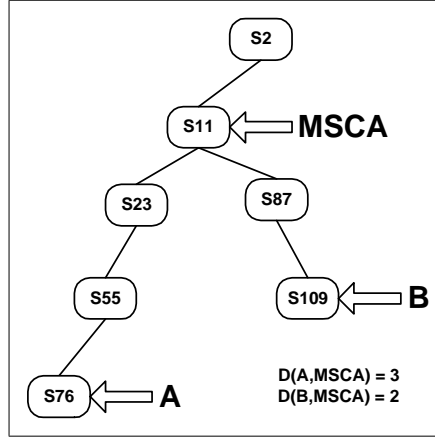 S2
S11 MSCA
S23 S87
S55 S109 B
S76 A
D(A,MSCA) = 3
D(B,MSCA) = 2